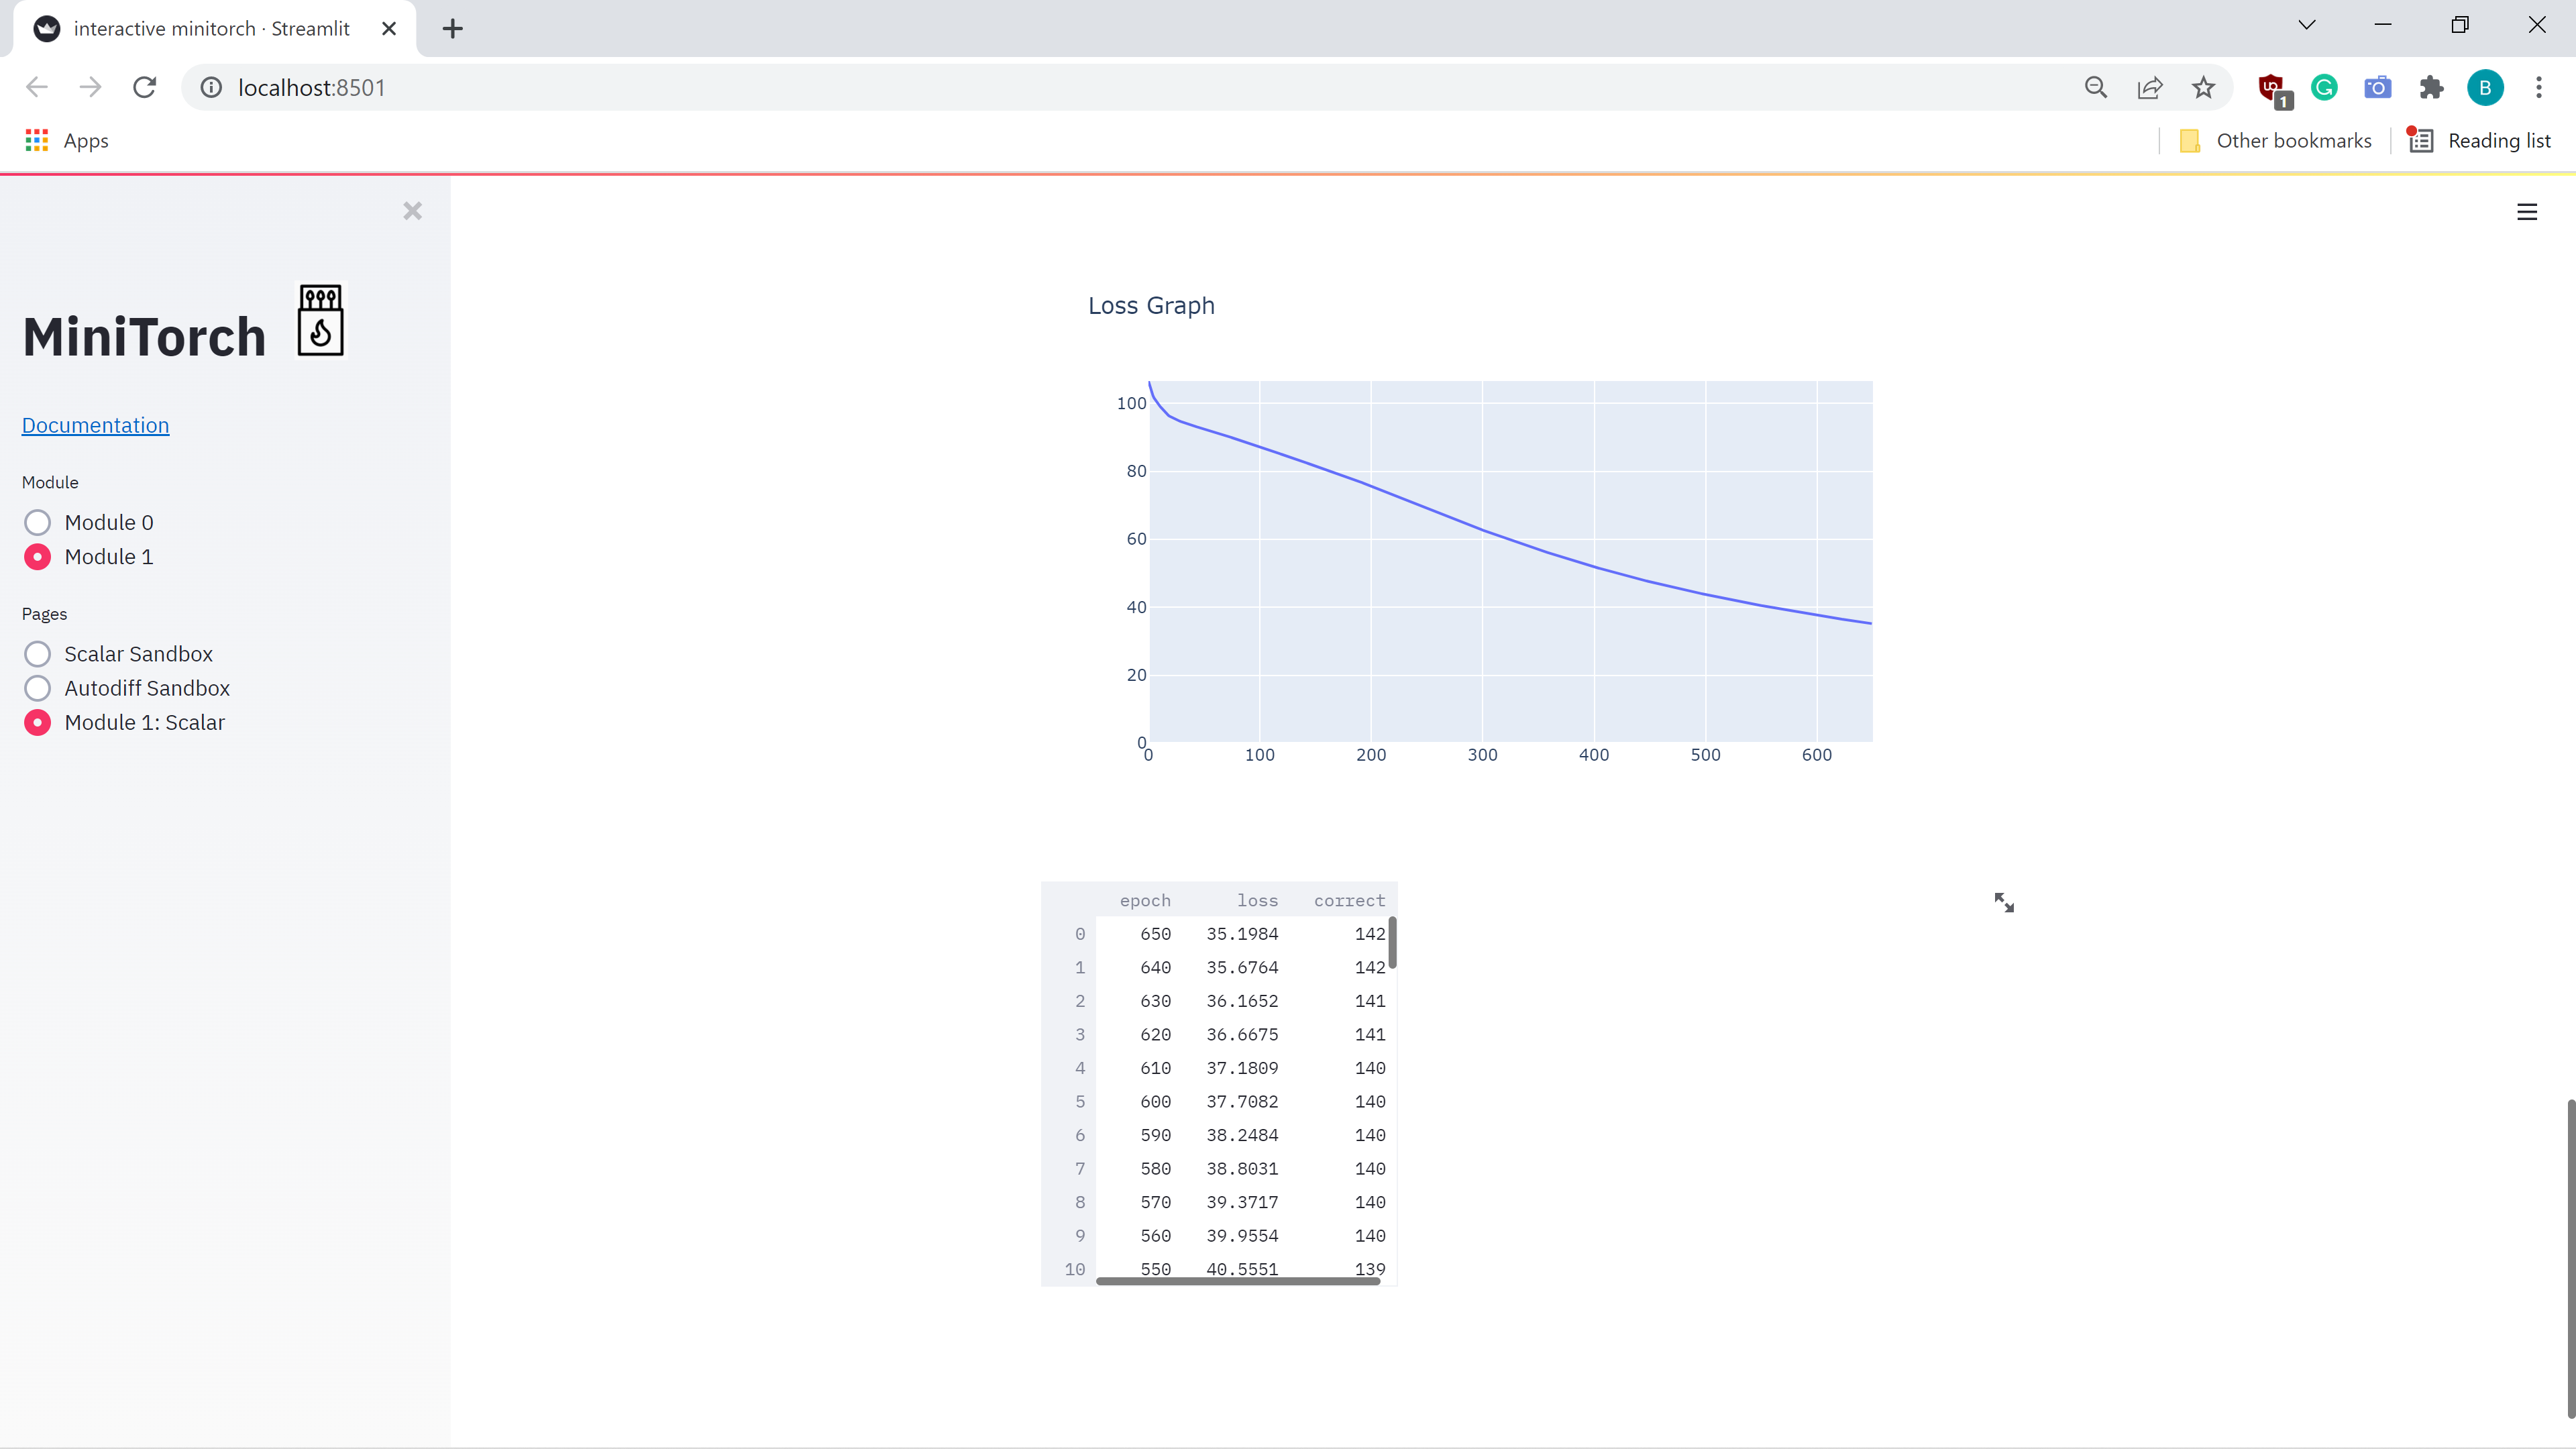 interactive minitorch · Streamlit
localhost:8501
1
B
Apps
Other bookmarks
Reading list
MiniTorch
Documentation
Module
Module 0
Module 1
Pages
Scalar Sandbox
Autodiff Sandbox
Module 1: Scalar
Loss Graph
100
80
60
40
20
0
0 100 200 300 400 500 600
epoch loss correct
0 650 35.1984 142
1 640 35.6764 142
2 630 36.1652 141
3 620 36.6675 141
4 610 37.1809 140
5 600 37.7082 140
6 590 38.2484 140
7 580 38.8031 140
8 570 39.3717 140
9 560 39.9554 140
10 550 40.5551 139